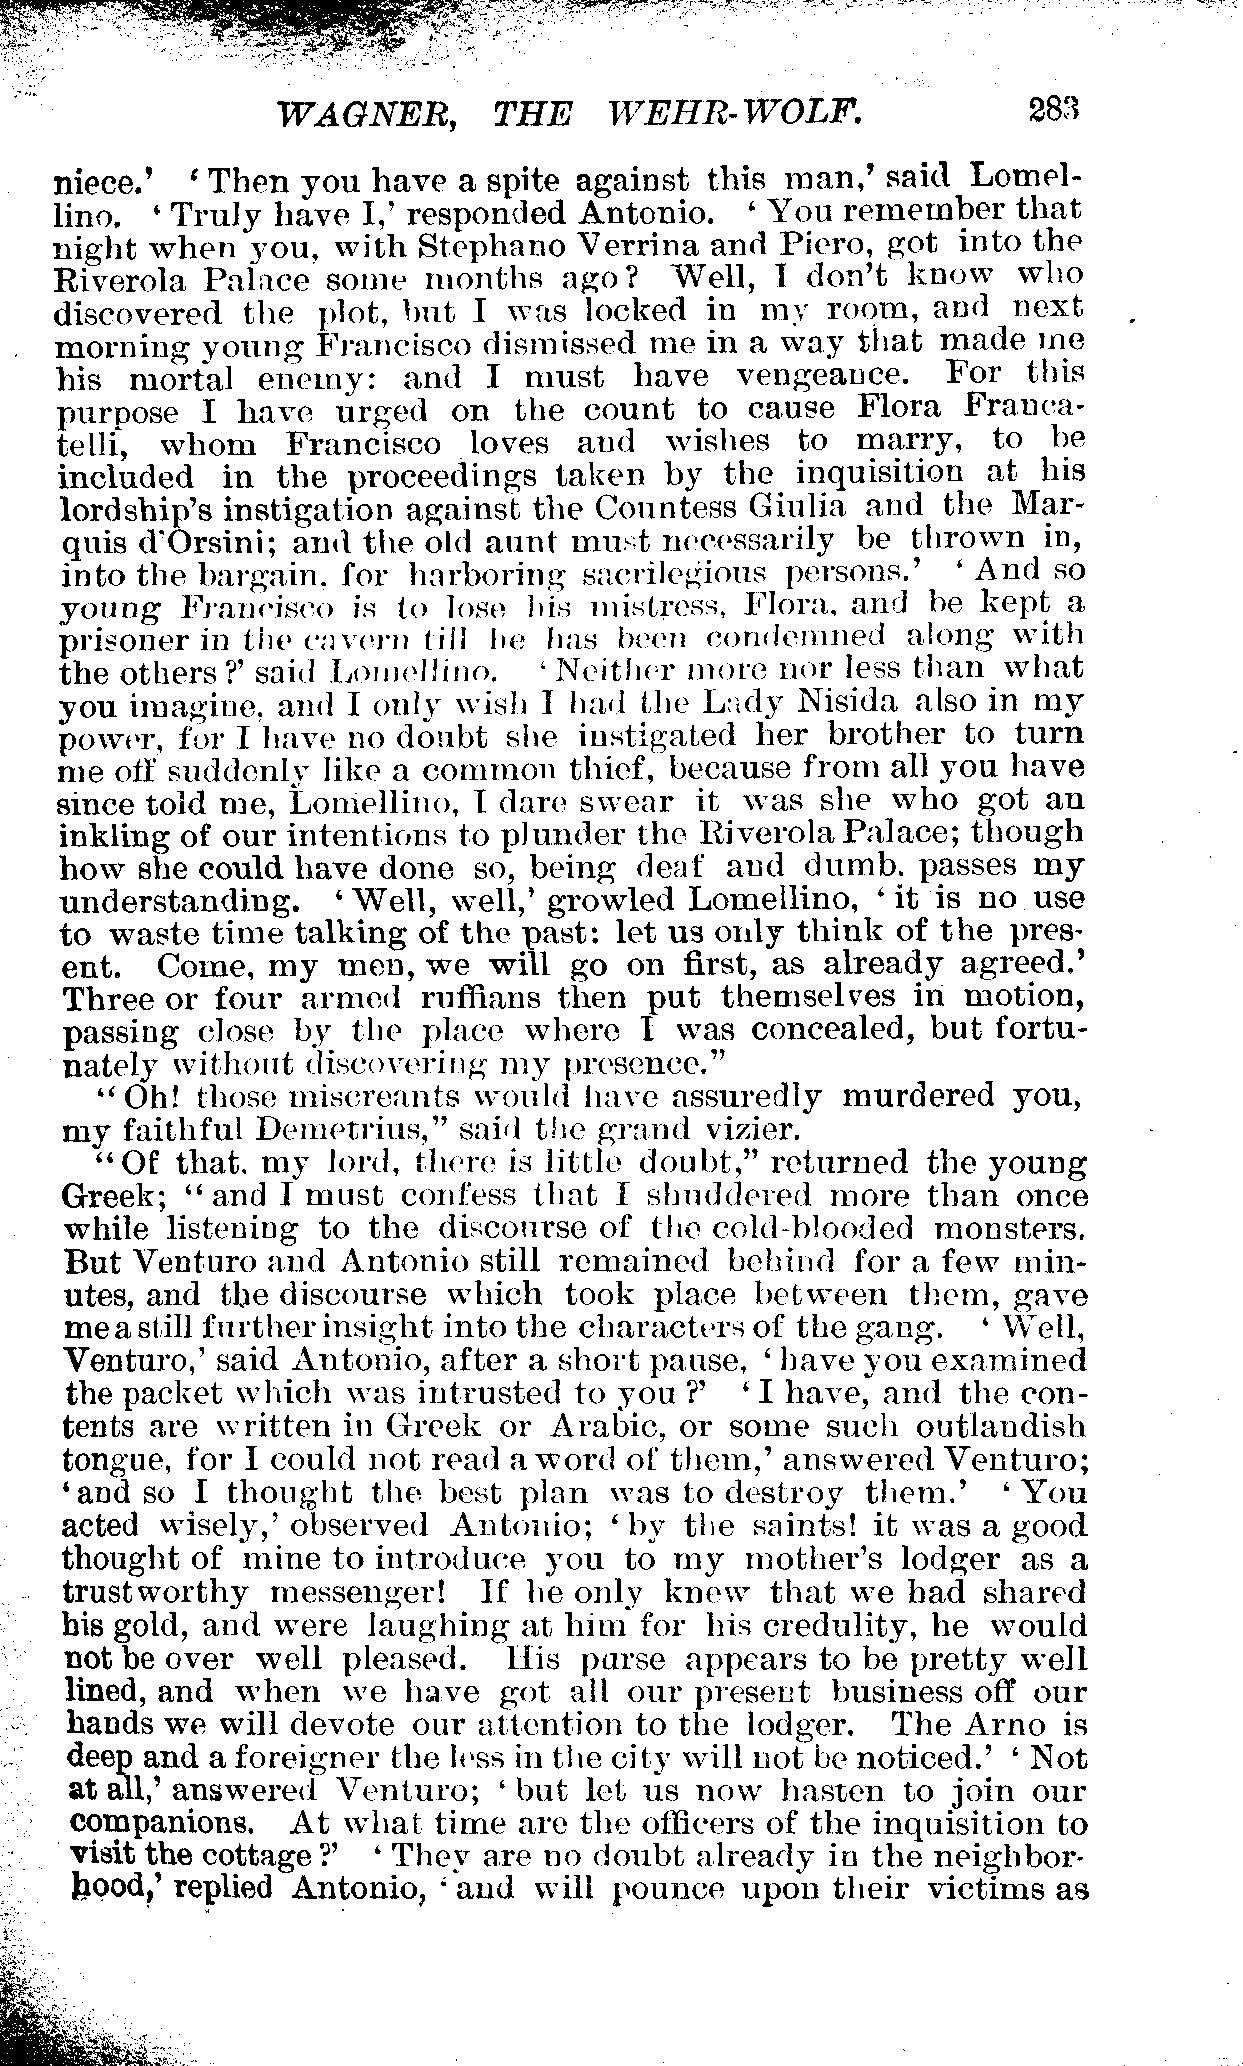 WAGNER, THE WEHR-WOLF. 283
niece.' 'Then you have a spite against this man,' said Lomel-
lino. 'Truly have I,' responded Antonio. 'You remember that
night when you, with Stephano Verrina and Piero, got into the
Riverola Palace some months ago? Well, I don't know who
discovered the plot, but I was locked in my room, and next
morning young Francisco dismissed me in a way that made me
his mortal enemy: and I must have vengeance. For this
purpose I have urged on the count to cause Flora Franca-
telli, whom Francisco loves and wishes to marry, to be
included in the proceedings taken by the inquisition at his
lordship's instigation against the Countess Giulia and the Mar-
quis d'Orsini; and the old aunt must necessarily be thrown in,
into the bargain, for harboring sacrilegious persons.' 'And so
young Francisco is to lose his mistress, Flora, and be kept a
prisoner in the cavern till he has been condemned along with
the others?' said Lomellino. 'Neither more nor less than what
you imagine, and I only wish I had the Lady Nisida also in my
power, for I have no doubt she instigated her brother to turn
me off suddenly like a common thief, because from all you have
since told me, Lomellino, I dare swear it was she who got an
inkling of our intentions to plunder the Riverola Palace; though
how she could have done so, being deaf and dumb, passes my
understanding. 'Well, well,' growled Lomellino, 'it is no use
to waste time talking of the past: let us only think of the pres-
ent. Come, my men, we will go on first, as already agreed.'
Three or four armed ruffians then put themselves in motion,
passing close by the place where I was concealed, but fortu-
nately without discovering my presence."
"Oh! those miscreants would have assuredly murdered you,
my faithful Demetrius," said the grand vizier.
"Of that, my lord, there is little doubt," returned the young
Greek; "and I must confess that I shuddered more than once
while listening to the discourse of the cold-blooded monsters.
But Venturo and Antonio still remained behind for a few min-
utes, and the discourse which took place between them, gave
me a still further insight into the characters of the gang. 'Well,
Venturo,' said Antonio, after a short pause, 'have you examined
the packet which was intrusted to you?' 'I have, and the con-
tents are written in Greek or Arabic, or some such outlandish
tongue, for I could not read a word of them,' answered Venturo;
'and so I thought the best plan was to destroy them.' 'You
acted wisely,' observed Antonio; 'by the saints! it was a good
thought of mine to introduce you to my mother's lodger as a
trustworthy messenger! If he only knew that we had shared
his gold, and were laughing at him for his credulity, he would
not be over well pleased. His purse appears to be pretty well
lined, and when we have got all our present business off our
hands we will devote our attention to the lodger. The Arno is
deep and a foreigner the less in the city will not be noticed.' 'Not
at all,' answered Venturo; 'but let us now hasten to join our
companions. At what time are the officers of the inquisition to
visit the cottage?' 'They are no doubt already in the neighbor-
hood,' replied Antonio, 'and will pounce upon their victims as